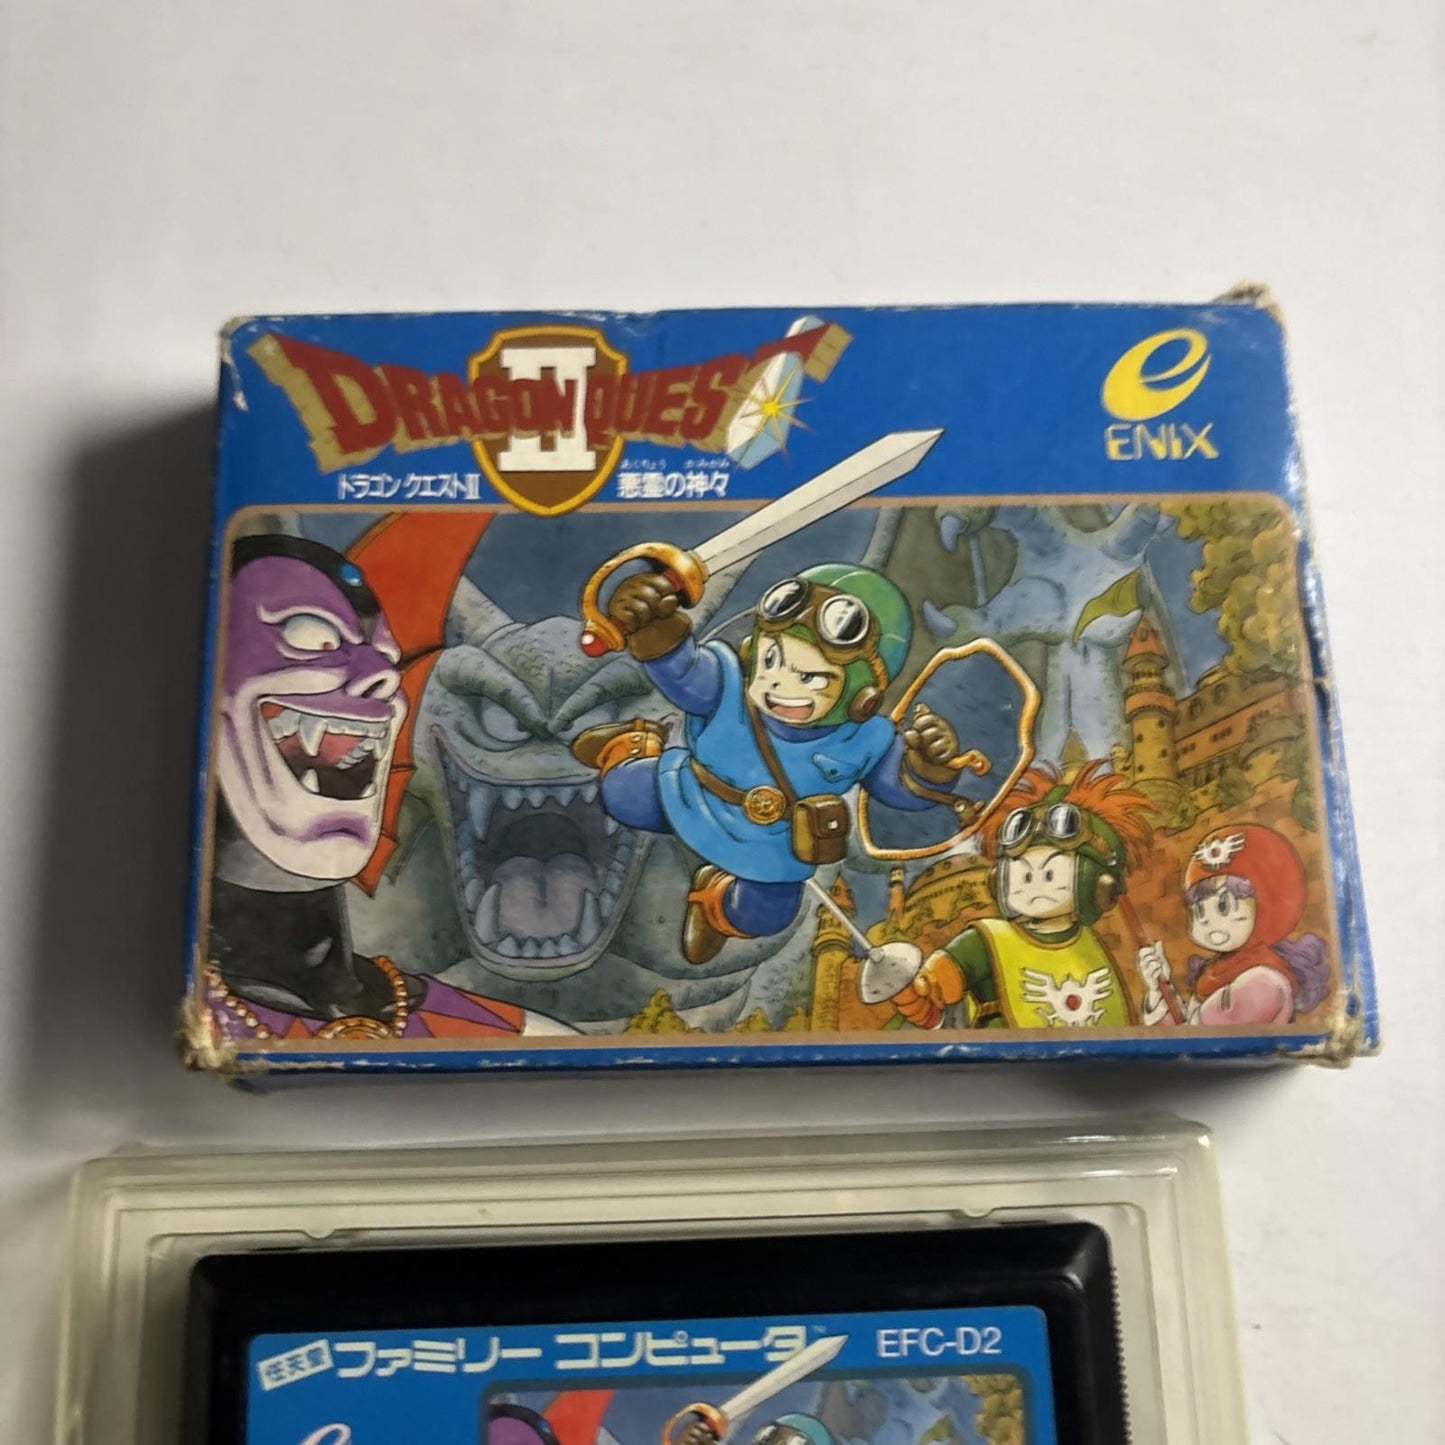 DRAGON QUEST
II
ドラゴンクエストII
あくりょう かみがみ
悪霊の神々
e
ENIX
任天堂 ファミリー コンピュータ™ EFC-D2